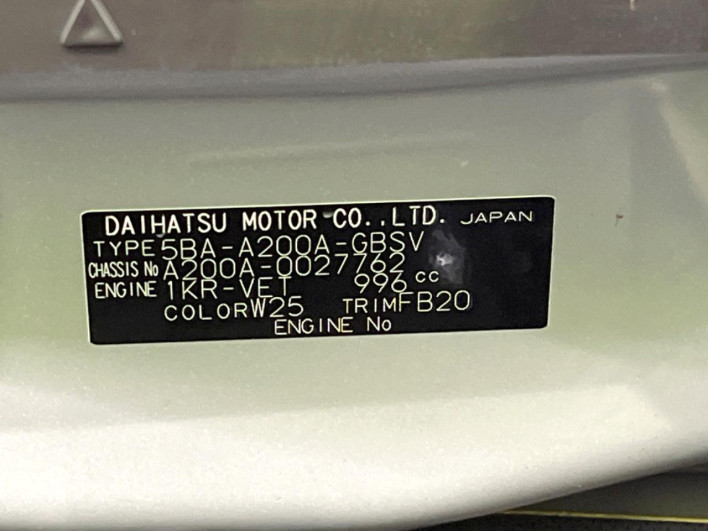 DAIHATSU MOTOR CO.,LTD. JAPAN
TYPE 5BA-A200A-GBSV
CHASSIS No A200A-0027762
ENGINE 1KR-VET 996 cc
COLOR W25 TRIM FB20
ENGINE No